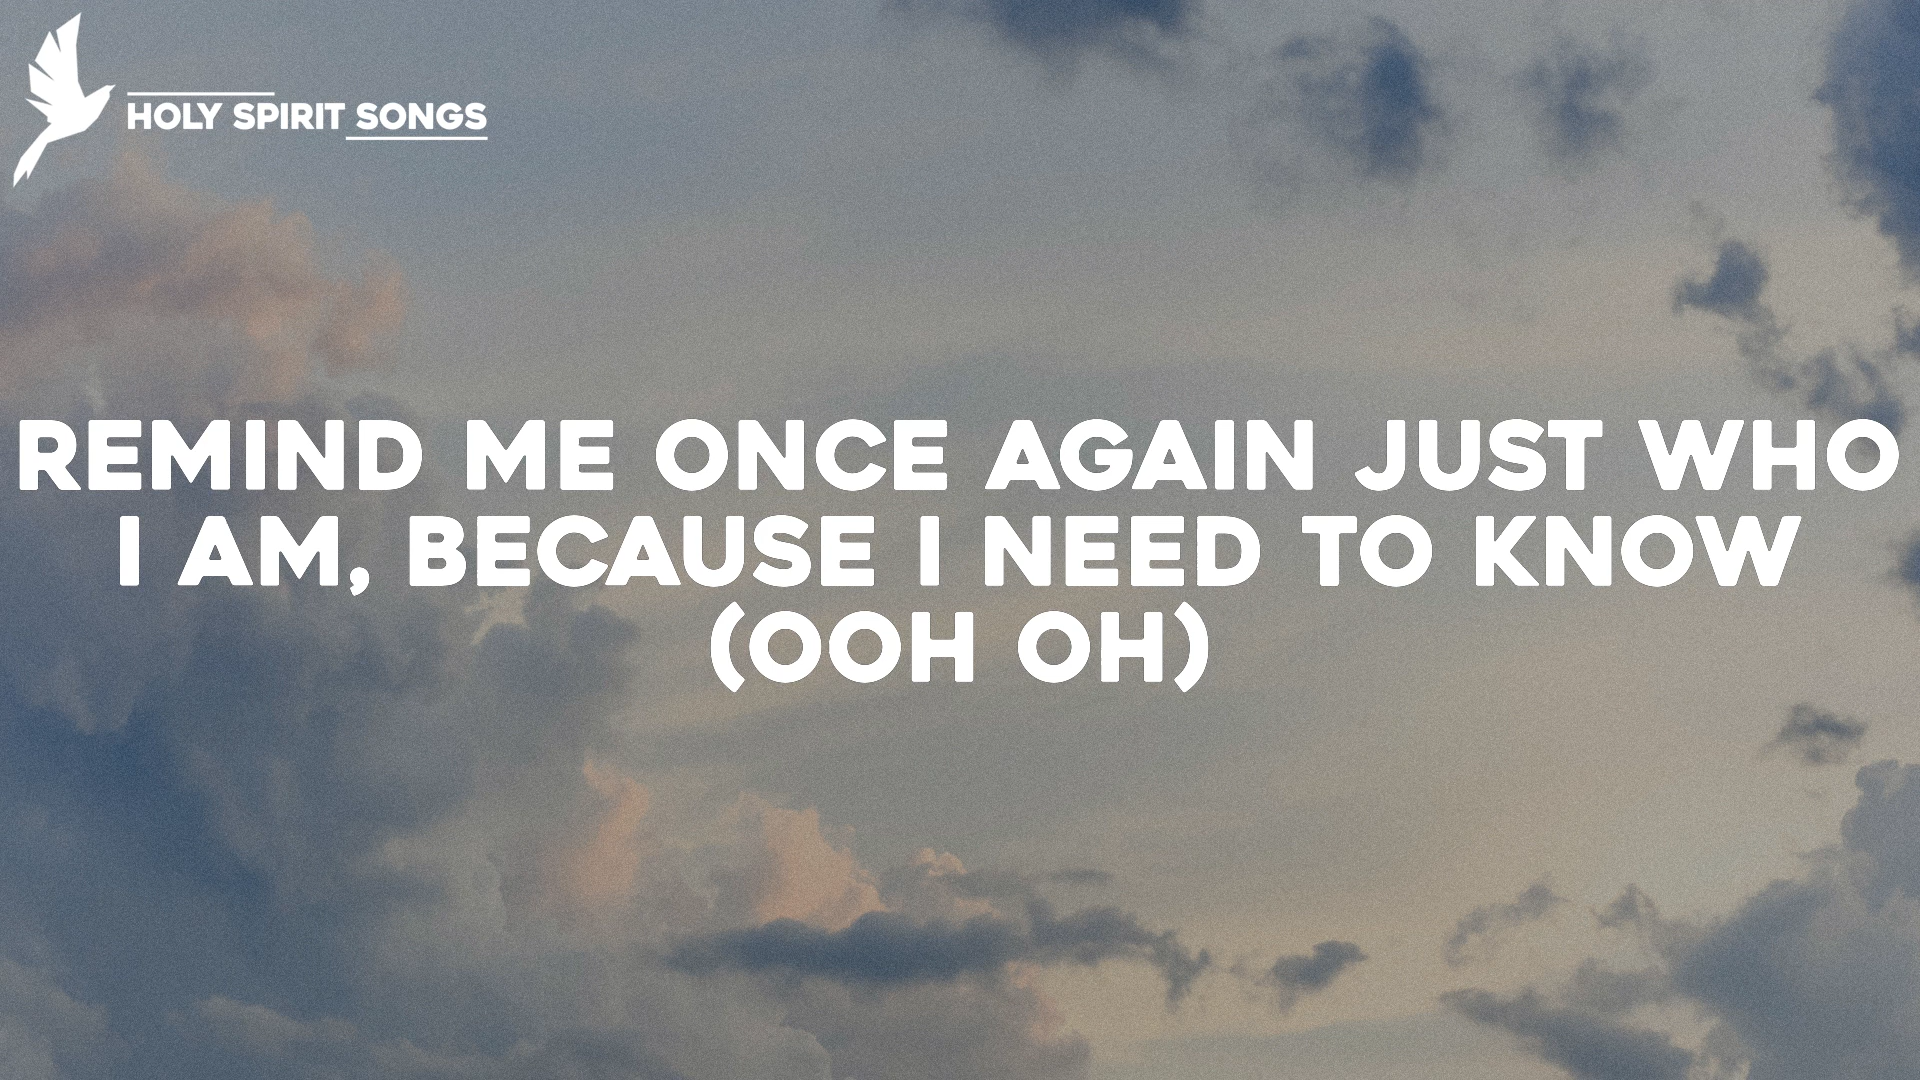 HOLY SPIRIT SONGS
REMIND ME ONCE AGAIN JUST WHO
I AM, BECAUSE I NEED TO KNOW
(OOH OH)